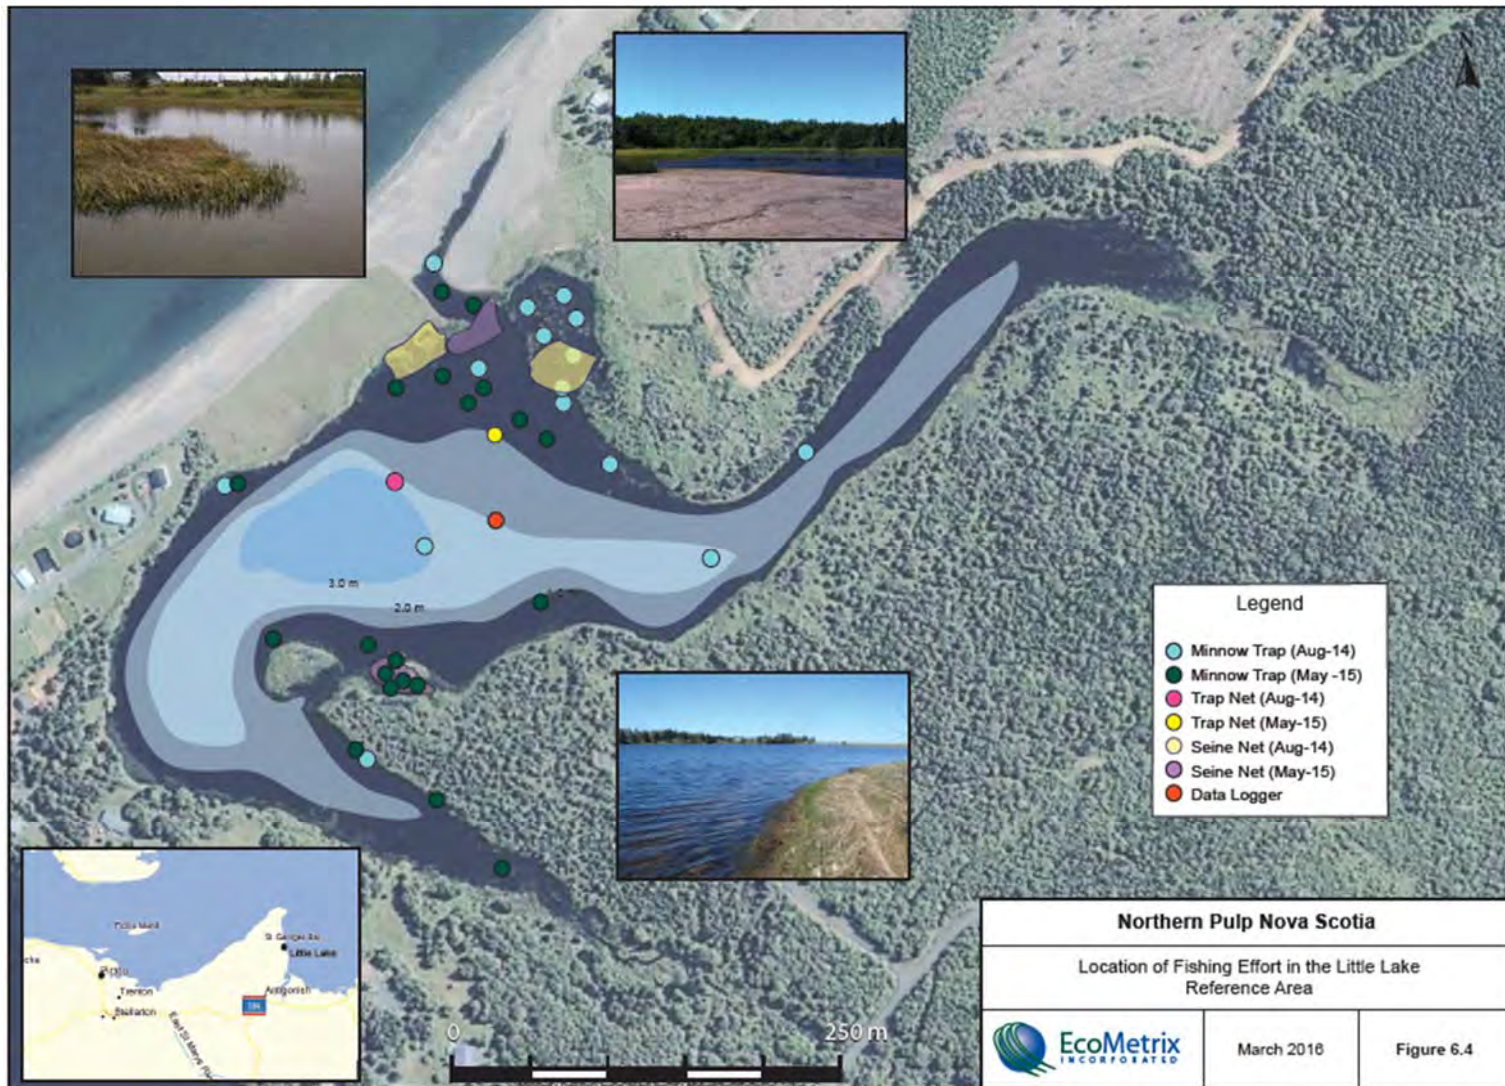 N
3.0 m
2.0 m
Legend
Minnow Trap (Aug-14)
Minnow Trap (May -15)
Trap Net (Aug-14)
Trap Net (May-15)
Seine Net (Aug-14)
Seine Net (May-15)
Data Logger
Little Lake
Trenton
Stellarton
Antigonish
0
250 m
Northern Pulp Nova Scotia
Location of Fishing Effort in the Little Lake
Reference Area
EcoMetrix
INCORPORATED
March 2016
Figure 6.4